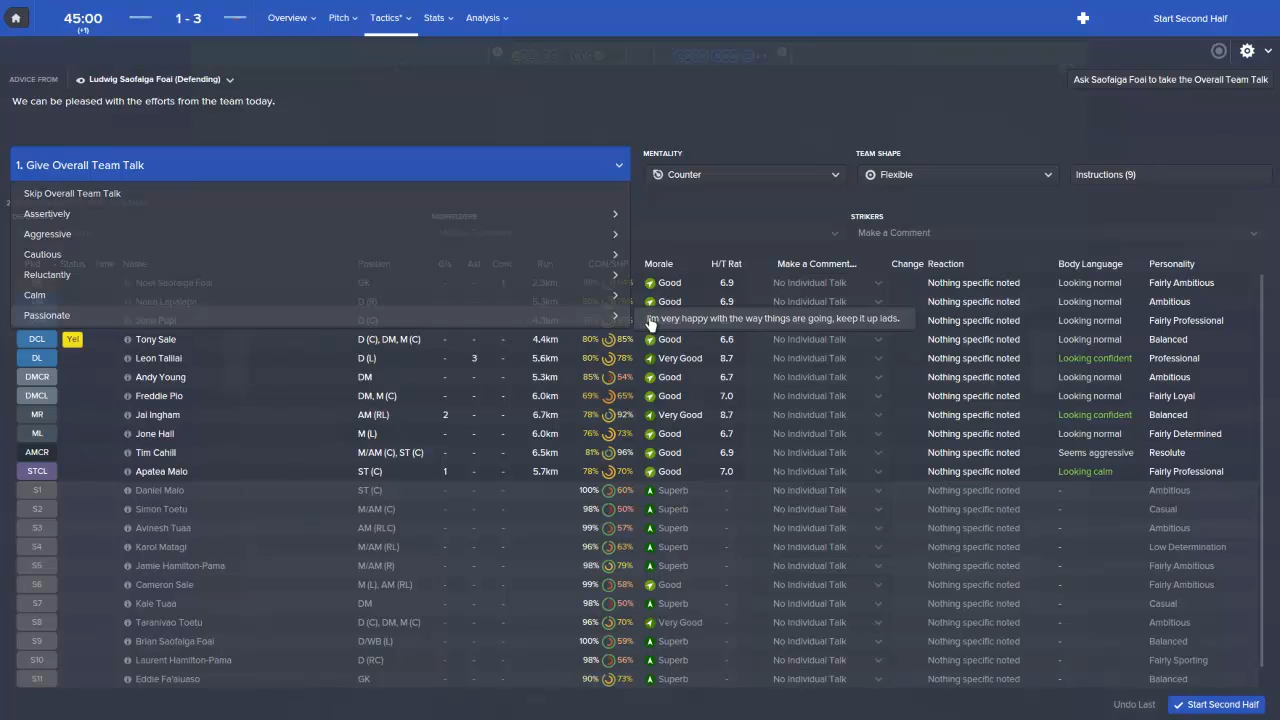 45:00
(+1)
1 - 3
Overview
Pitch
Tactics*
Stats
Analysis
Start Second Half
ADVICE FROM
Ludwig Saofaiga Foai (Defending)
Ask Saofaiga Foai to take the Overall Team Talk
We can be pleased with the efforts from the team today.
1. Give Overall Team Talk
MENTALITY
TEAM SHAPE
Counter
Flexible
Instructions (9)
Skip Overall Team Talk
Assertively
Aggressive
Cautious
Reluctantly
Calm
Passionate
I'm very happy with the way things are going, keep it up lads.
STRIKERS
Make a Comment
Status Time Name Position Gls Ast Con Run CON/SHP Morale H/T Rat Make a Comment... Change Reaction Body Language Personality
Noel Saofaiga Foai GK - - 1 2.3km Good 6.9 No Individual Talk Nothing specific noted Looking normal Fairly Ambitious
D (R) 5.3km Good 6.9 No Individual Talk Nothing specific noted Looking normal Ambitious
D (C) Looking normal Fairly Professional
DCL Yel Tony Sale D (C), DM, M (C) - - - 4.4km 80% 85% Good 6.6 No Individual Talk Nothing specific noted Looking normal Balanced
DL Leon Talilai D (L) - 3 - 5.6km 80% 78% Very Good 8.7 No Individual Talk Nothing specific noted Looking confident Professional
DMCR Andy Young DM - - - 5.3km 85% 54% Good 6.7 No Individual Talk Nothing specific noted Looking normal Ambitious
DMCL Freddie Pio DM, M (C) - - - 6.0km 69% 65% Good 7.0 No Individual Talk Nothing specific noted Looking normal Fairly Loyal
MR Jai Ingham AM (RL) 2 - - 6.7km 78% 92% Very Good 8.7 No Individual Talk Nothing specific noted Looking confident Balanced
ML Jone Hall M (L) - - - 6.0km 76% 73% Good 6.7 No Individual Talk Nothing specific noted Looking normal Fairly Determined
AMCR Tim Cahill M/AM (C), ST (C) - - - 6.5km 81% 96% Good 6.9 No Individual Talk Nothing specific noted Seems aggressive Resolute
STCL Apatea Malo ST (C) 1 - - 5.7km 78% 70% Good 7.0 No Individual Talk Nothing specific noted Looking calm Fairly Professional
S1 Daniel Malo ST (C) 100% 60% Superb - No Individual Talk Nothing specific noted - Ambitious
S2 Simon Toetu M/AM (C) 98% 50% Superb - No Individual Talk Nothing specific noted - Casual
S3 Avinesh Tuaa AM (RLC) 99% 57% Superb - No Individual Talk Nothing specific noted - Ambitious
S4 Karol Matagi M/AM (RL) 96% 63% Superb - No Individual Talk Nothing specific noted - Low Determination
S5 Jamie Hamilton-Pama M/AM (R) 98% 79% Superb - No Individual Talk Nothing specific noted - Fairly Ambitious
S6 Cameron Sale M (L), AM (RL) 99% 58% Good - No Individual Talk Nothing specific noted - Fairly Ambitious
S7 Kale Tuaa DM 98% 50% Superb - No Individual Talk Nothing specific noted - Casual
S8 Taranivao Toetu D (C), DM, M (C) 96% 70% Very Good - No Individual Talk Nothing specific noted - Ambitious
S9 Brian Saofaiga Foai D/WB (L) 100% 59% Superb - No Individual Talk Nothing specific noted - Balanced
S10 Laurent Hamilton-Pama D (RC) 98% 56% Superb - No Individual Talk Nothing specific noted - Fairly Sporting
S11 Eddie Fa'aiuaso GK 90% 73% Superb - No Individual Talk Nothing specific noted - Balanced
Undo Last
Start Second Half